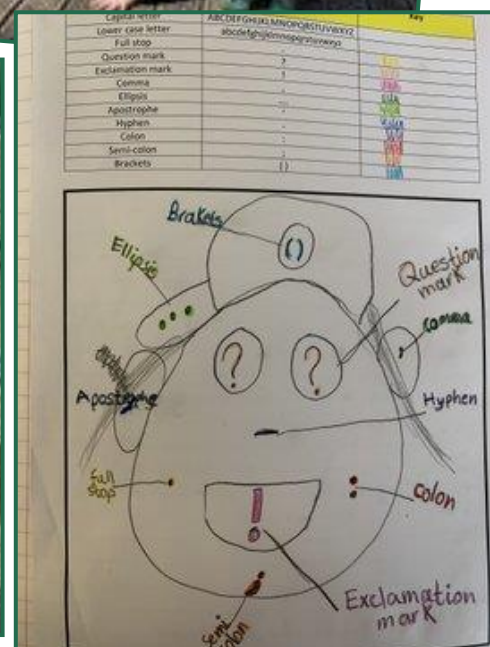 Capital letter ABCDEFGHIJKLMNOPQRSTUVWXYZ Key
Lower case letter abcdefghijklmnopqrstuvwxyz
Full stop .
Question mark ?
Exclamation mark !
Comma ,
Ellipsis ...
Apostrophe '
Hyphen -
Colon :
Semi-colon ;
Brackets ( )
Brakets
( )
Ellipsis
...
Question
mark
comma
,
? ?
Apostrophe
Hyphen
-
full
stop
.
:
colon
!
Exclamation
mark
;
semi
colon